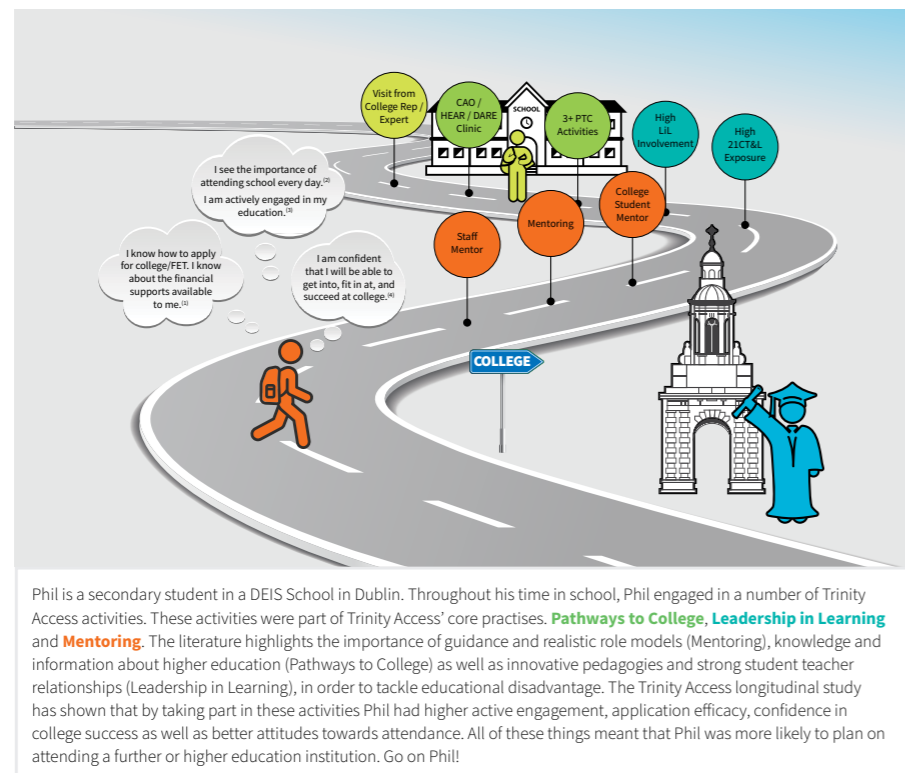 Visit from
College Rep /
Expert
CAO /
HEAR / DARE
Clinic
SCHOOL
3+ PTC
Activities
High
LiL
Involvement
High
21CT&L
Exposure
I see the importance of
attending school every day.(2)
I am actively engaged in my
education.(3)
Staff
Mentor
Mentoring
College
Student
Mentor
I know how to apply
for college/FET. I know
about the financial
supports available
to me.(1)
I am confident
that I will be able to
get into, fit in at, and
succeed at college.(4)
COLLEGE
Phil is a secondary student in a DEIS School in Dublin. Throughout his time in school, Phil engaged in a number of Trinity
Access activities. These activities were part of Trinity Access' core practises. Pathways to College, Leadership in Learning
and Mentoring. The literature highlights the importance of guidance and realistic role models (Mentoring), knowledge and
information about higher education (Pathways to College) as well as innovative pedagogies and strong student teacher
relationships (Leadership in Learning), in order to tackle educational disadvantage. The Trinity Access longitudinal study
has shown that by taking part in these activities Phil had higher active engagement, application efficacy, confidence in
college success as well as better attitudes towards attendance. All of these things meant that Phil was more likely to plan on
attending a further or higher education institution. Go on Phil!